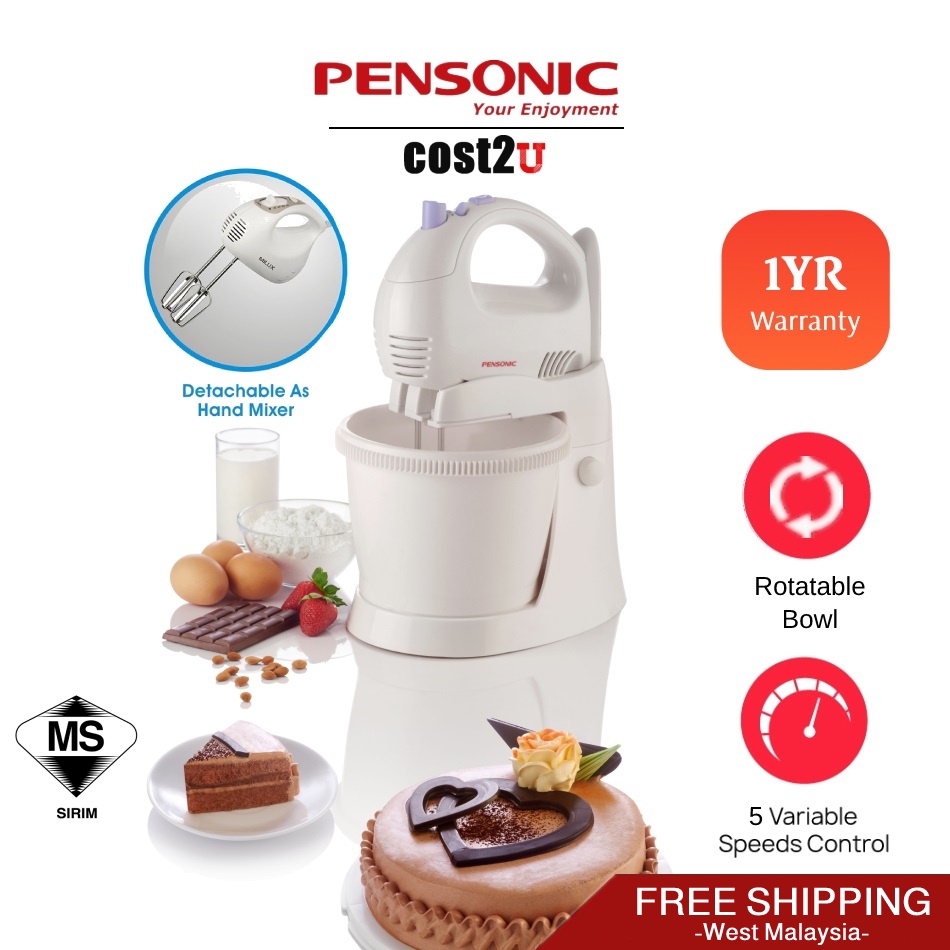 PENSONIC
Your Enjoyment
cost2U
1YR
Warranty
MILUX
PENSONIC
Detachable As
Hand Mixer
Rotatable
Bowl
MS
SIRIM
5 Variable
Speeds Control
FREE SHIPPING
-West Malaysia-